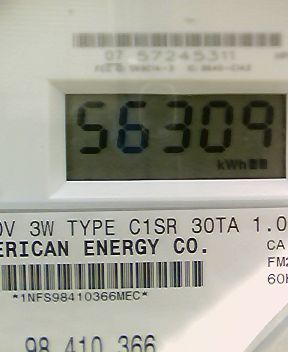 07 57245311
56309
kWh
0V 3W TYPE C1SR 30TA 1.0
ERICAN ENERGY CO.
CA
FM2
60H
*1NFS98410366MEC*
98 410 366